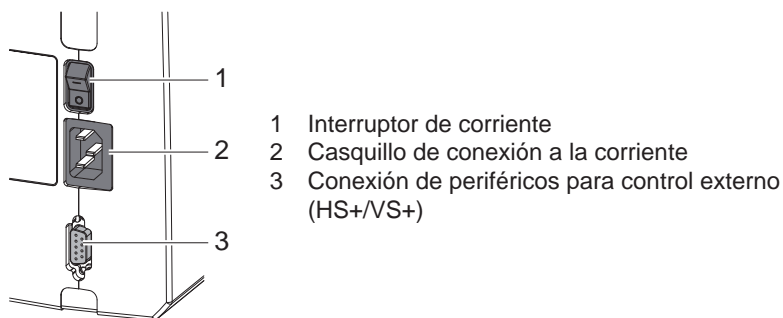 1
2
3
1 Interruptor de corriente
2 Casquillo de conexión a la corriente
3 Conexión de periféricos para control externo
(HS+/VS+)